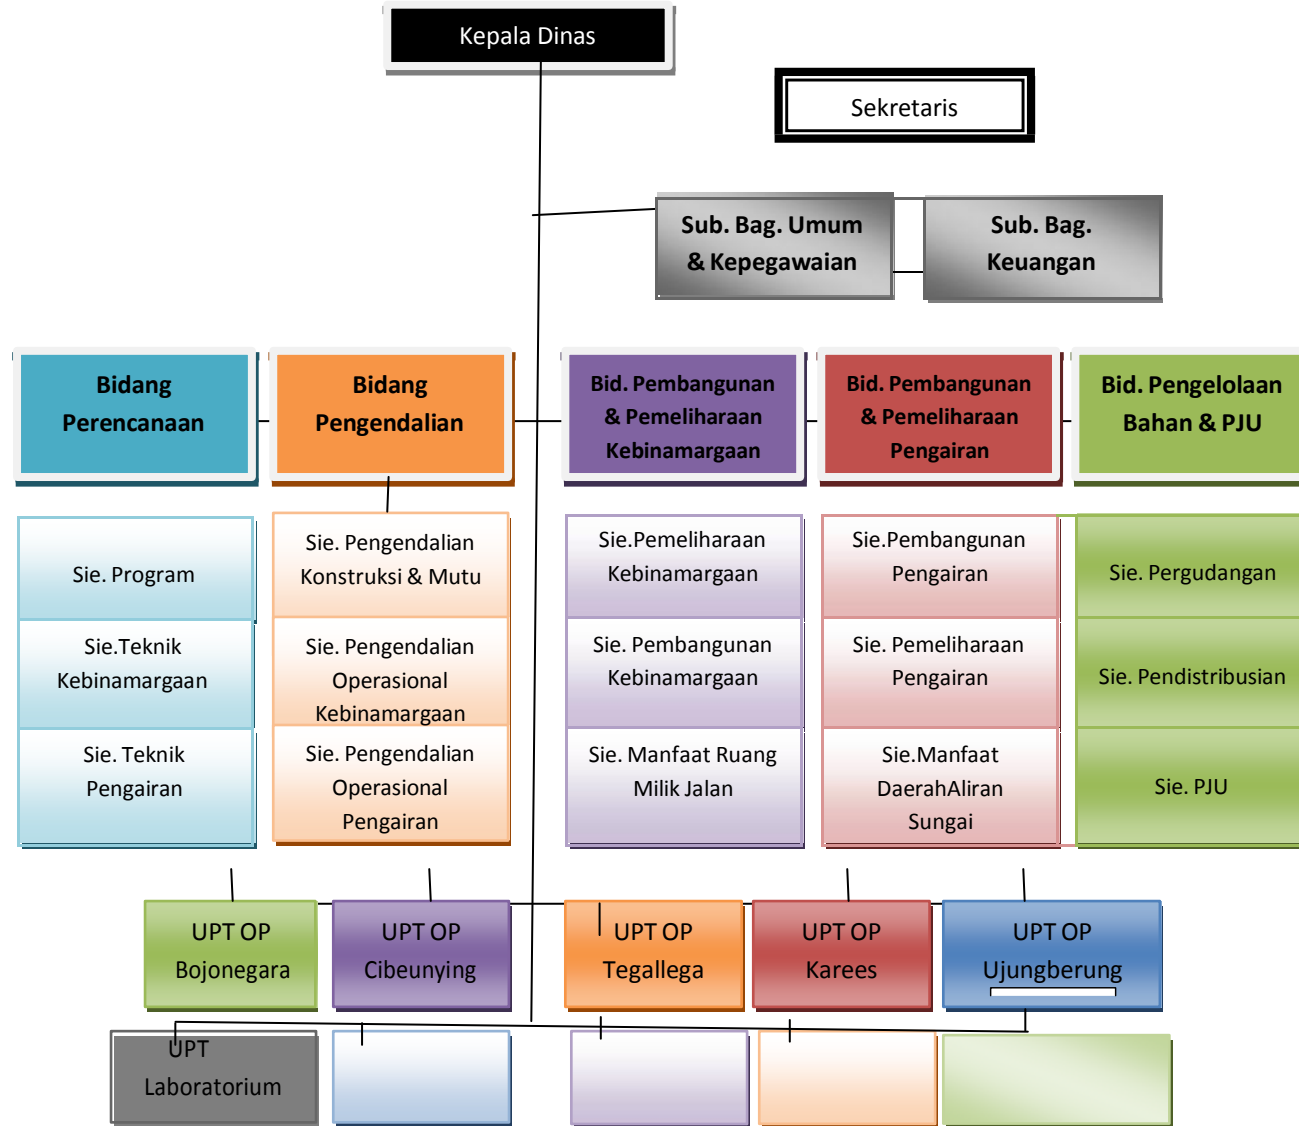 Kepala Dinas
Sekretaris
Sub. Bag. Umum
& Kepegawaian
Sub. Bag.
Keuangan
Bidang
Perencanaan
Bidang
Pengendalian
Bid. Pembangunan
& Pemeliharaan
Kebinamargaan
Bid. Pembangunan
& Pemeliharaan
Pengairan
Bid. Pengelolaan
Bahan & PJU
Sie. Program
Sie.Teknik
Kebinamargaan
Sie. Teknik
Pengairan
Sie. Pengendalian
Konstruksi & Mutu
Sie. Pengendalian
Operasional
Kebinamargaan
Sie. Pengendalian
Operasional
Pengairan
Sie.Pemeliharaan
Kebinamargaan
Sie. Pembangunan
Kebinamargaan
Sie. Manfaat Ruang
Milik Jalan
Sie.Pembangunan
Pengairan
Sie. Pemeliharaan
Pengairan
Sie.Manfaat
DaerahAliran
Sungai
Sie. Pergudangan
Sie. Pendistribusian
Sie. PJU
UPT OP
Bojonegara
UPT OP
Cibeunying
UPT OP
Tegallega
UPT OP
Karees
UPT OP
Ujungberung
UPT
Laboratorium